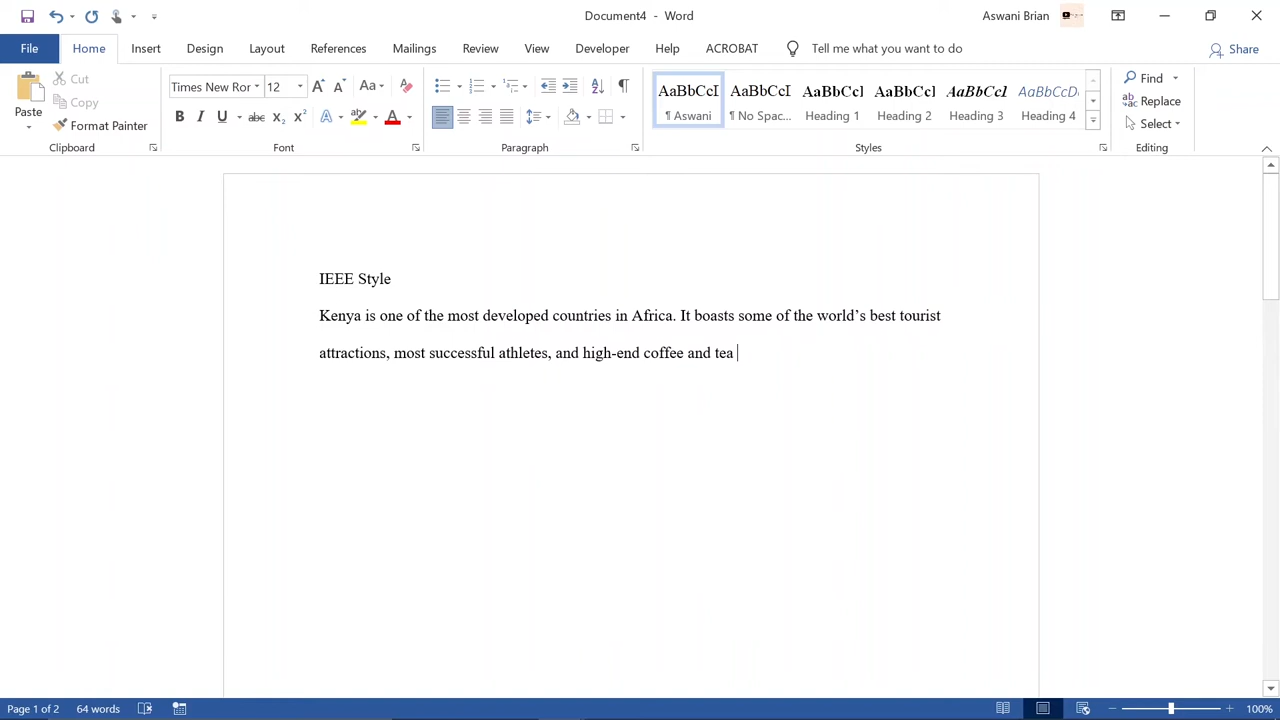 Document4 - Word
Aswani Brian
File Home Insert Design Layout References Mailings Review View Developer Help ACROBAT Tell me what you want to do Share
Paste
Cut
Copy
Format Painter
Clipboard
Times New Ror 12 Aa
B I U abc X₂ X² A ab A
Font
Paragraph
AaBbCcI AaBbCcI AaBbCcl AaBbCcl AaBbCcl AaBbCcD.
¶ Aswani ¶ No Spac... Heading 1 Heading 2 Heading 3 Heading 4
Styles
Find
Replace
Select
Editing
IEEE Style
Kenya is one of the most developed countries in Africa. It boasts some of the world’s best tourist
attractions, most successful athletes, and high-end coffee and tea
Page 1 of 2 64 words 100%